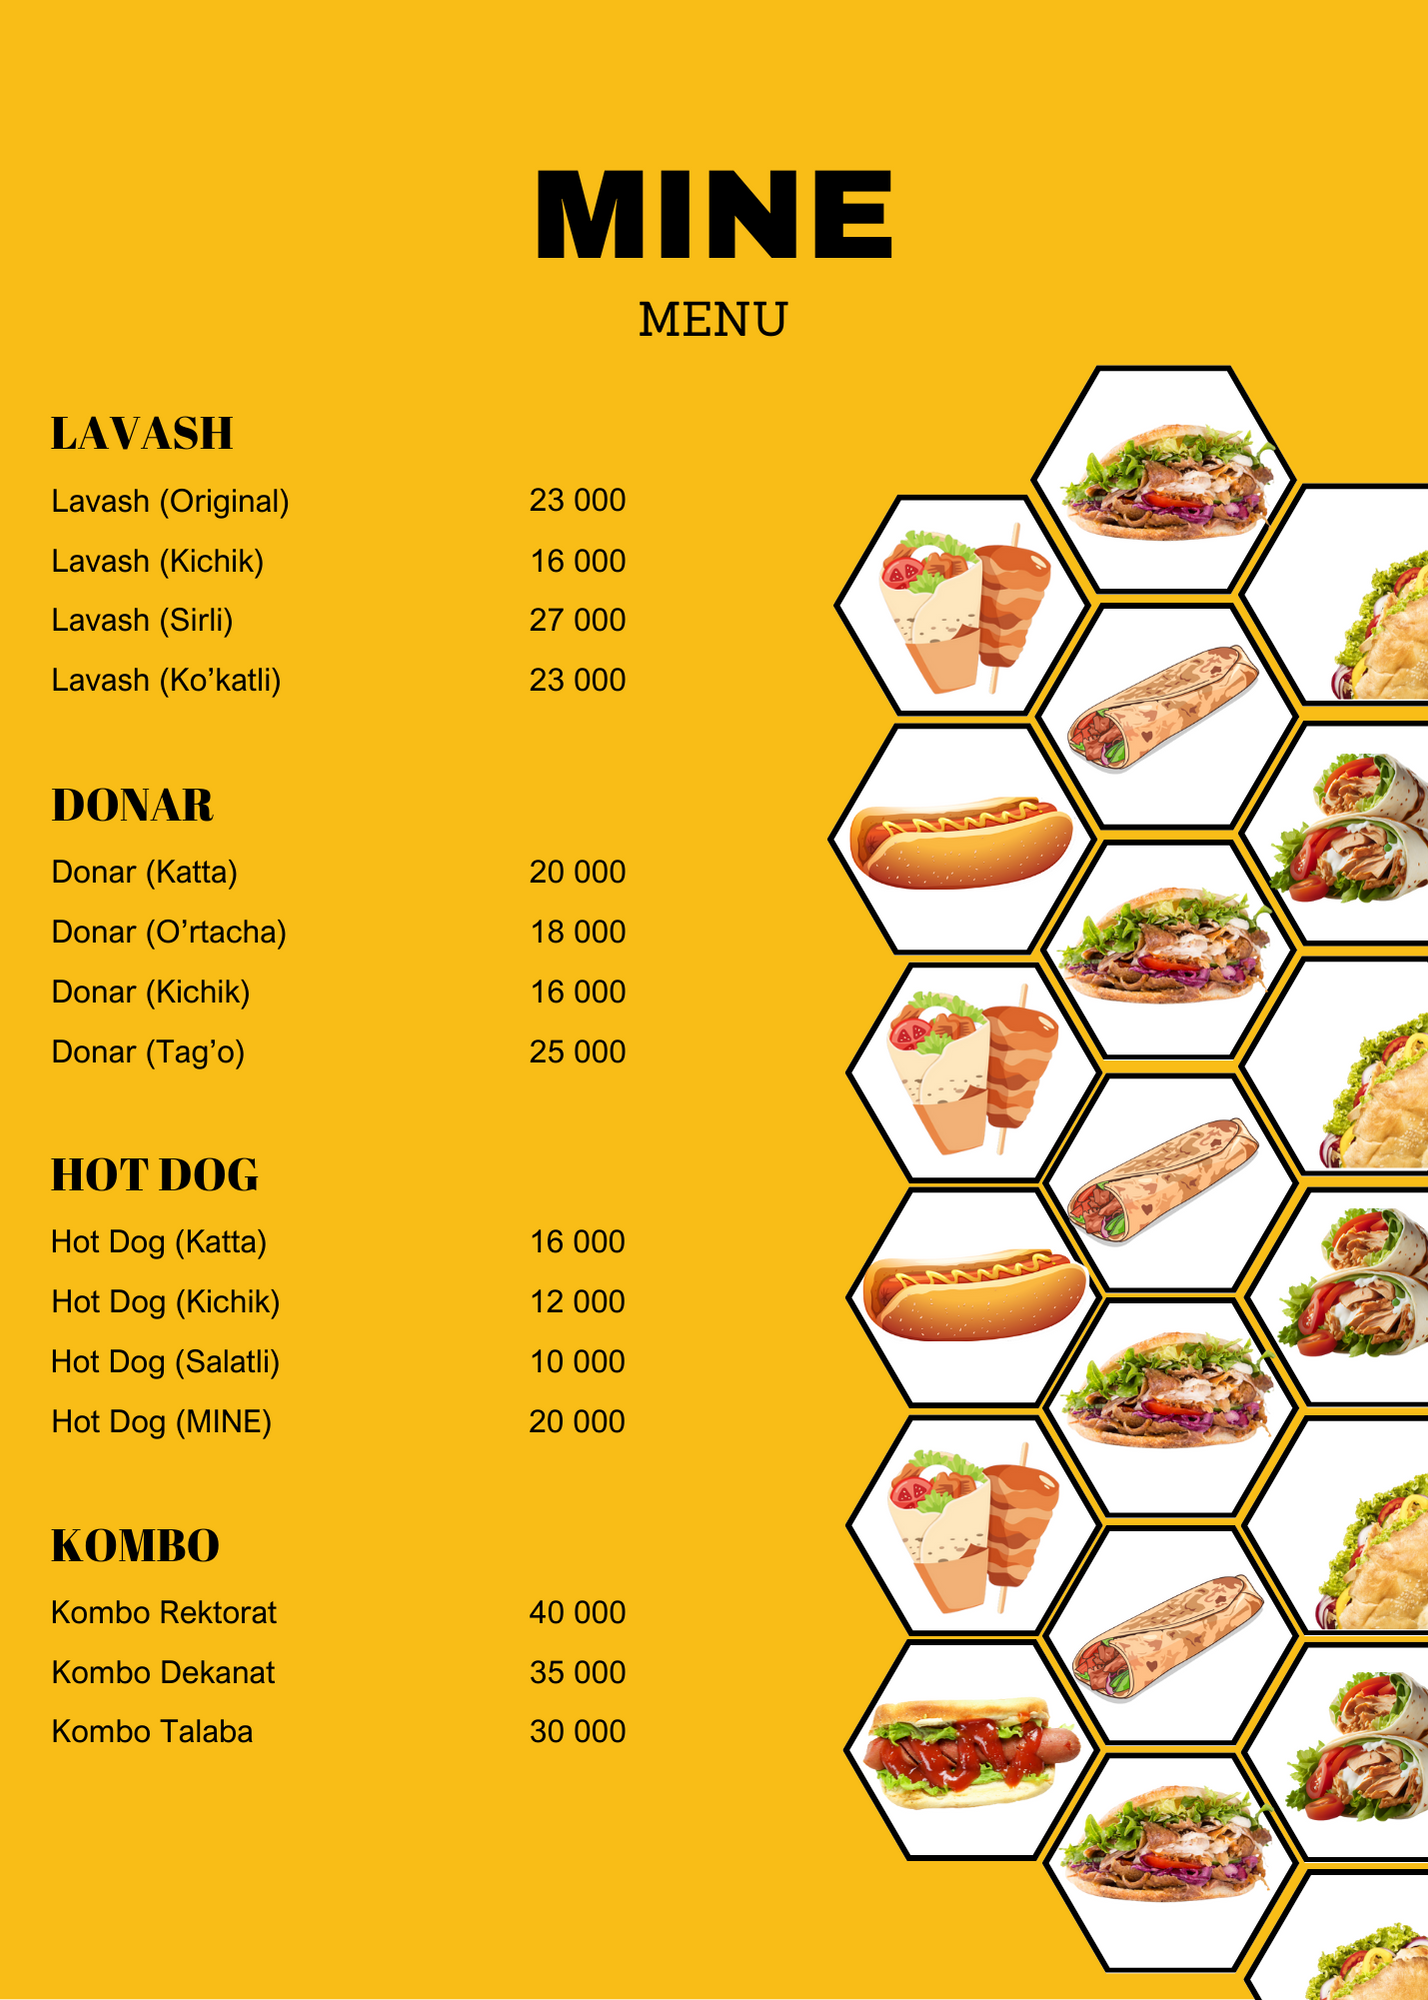 MINE
MENU
LAVASH
Lavash (Original) 23 000
Lavash (Kichik) 16 000
Lavash (Sirli) 27 000
Lavash (Ko’katli) 23 000
DONAR
Donar (Katta) 20 000
Donar (O’rtacha) 18 000
Donar (Kichik) 16 000
Donar (Tag’o) 25 000
HOT DOG
Hot Dog (Katta) 16 000
Hot Dog (Kichik) 12 000
Hot Dog (Salatli) 10 000
Hot Dog (MINE) 20 000
KOMBO
Kombo Rektorat 40 000
Kombo Dekanat 35 000
Kombo Talaba 30 000